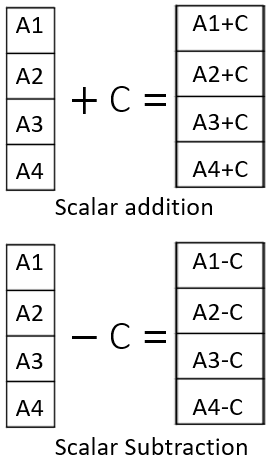 A1 A1+C
A2 A2+C
+ C =
A3 A3+C
A4 A4+C
Scalar addition
A1 A1-C
A2 A2-C
− C =
A3 A3-C
A4 A4-C
Scalar Subtraction